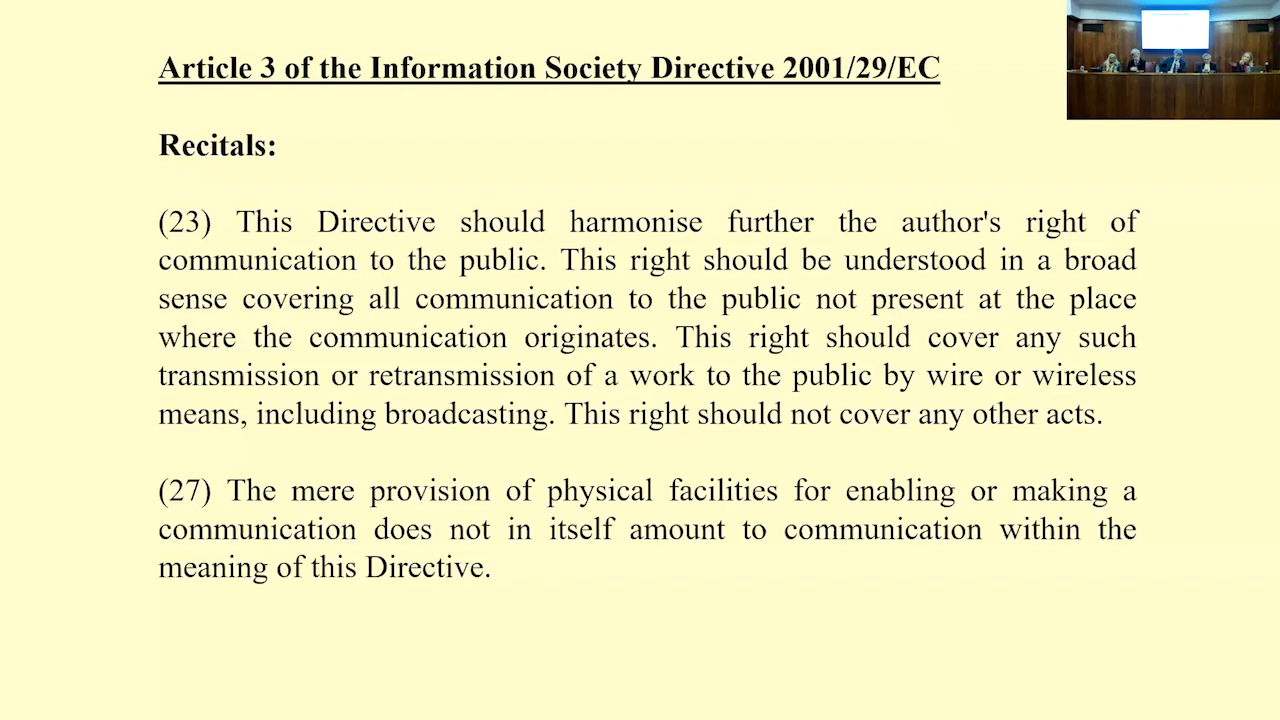 Article 3 of the Information Society Directive 2001/29/EC
Recitals:
(23) This Directive should harmonise further the author's right of
communication to the public. This right should be understood in a broad
sense covering all communication to the public not present at the place
where the communication originates. This right should cover any such
transmission or retransmission of a work to the public by wire or wireless
means, including broadcasting. This right should not cover any other acts.
(27) The mere provision of physical facilities for enabling or making a
communication does not in itself amount to communication within the
meaning of this Directive.